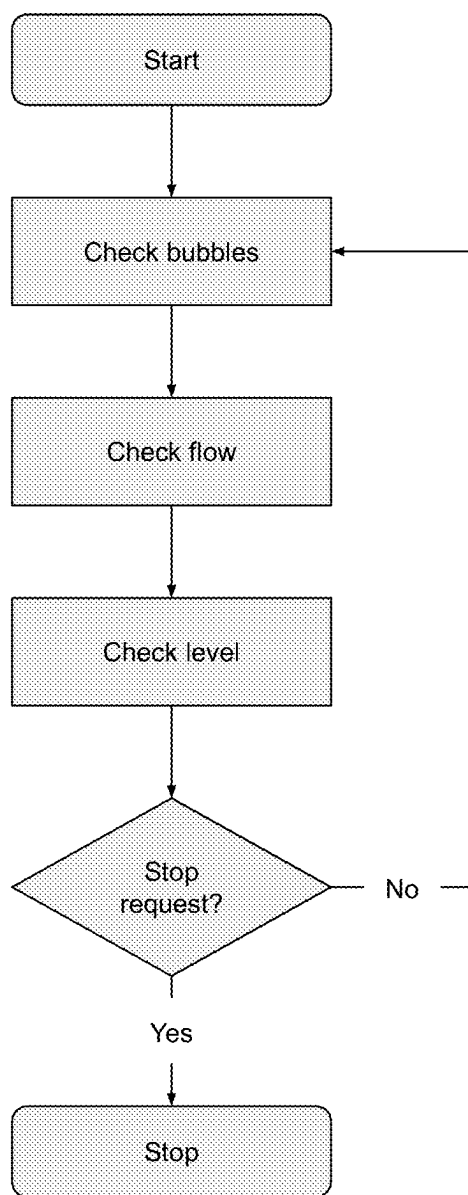 Start
Check bubbles
Check flow
Check level
Stop
request?
No
Yes
Stop